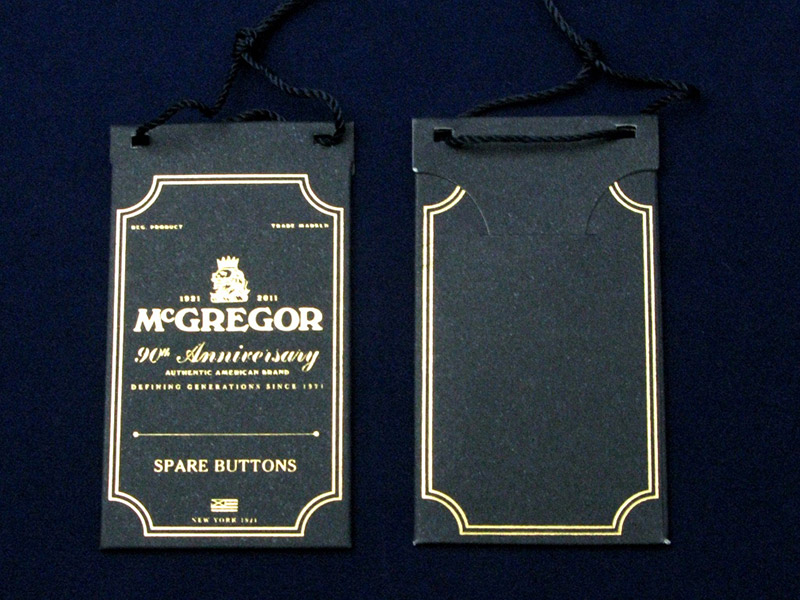 REG. PRODUCT TRADE MARKEN
1921 2011
McGREGOR
90th Anniversary
AUTHENTIC AMERICAN BRAND
DEFINING GENERATIONS SINCE 1921
SPARE BUTTONS
NEW YORK 1921